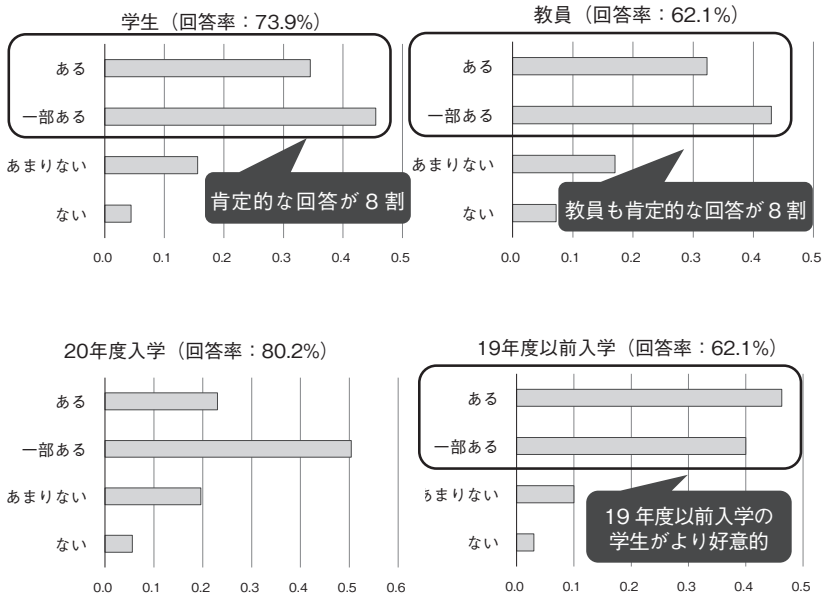 学生（回答率：73.9%）
ある
一部ある
あまりない
ない
肯定的な回答が 8 割
0.0 0.1 0.2 0.3 0.4 0.5
教員（回答率：62.1%）
ある
一部ある
あまりない
ない
教員も肯定的な回答が 8 割
0.0 0.1 0.2 0.3 0.4 0.5
20年度入学（回答率：80.2%）
ある
一部ある
あまりない
ない
0.0 0.1 0.2 0.3 0.4 0.5 0.6
19年度以前入学（回答率：62.1%）
ある
一部ある
あまりない
ない
19 年度以前入学の
学生がより好意的
0.0 0.1 0.2 0.3 0.4 0.5